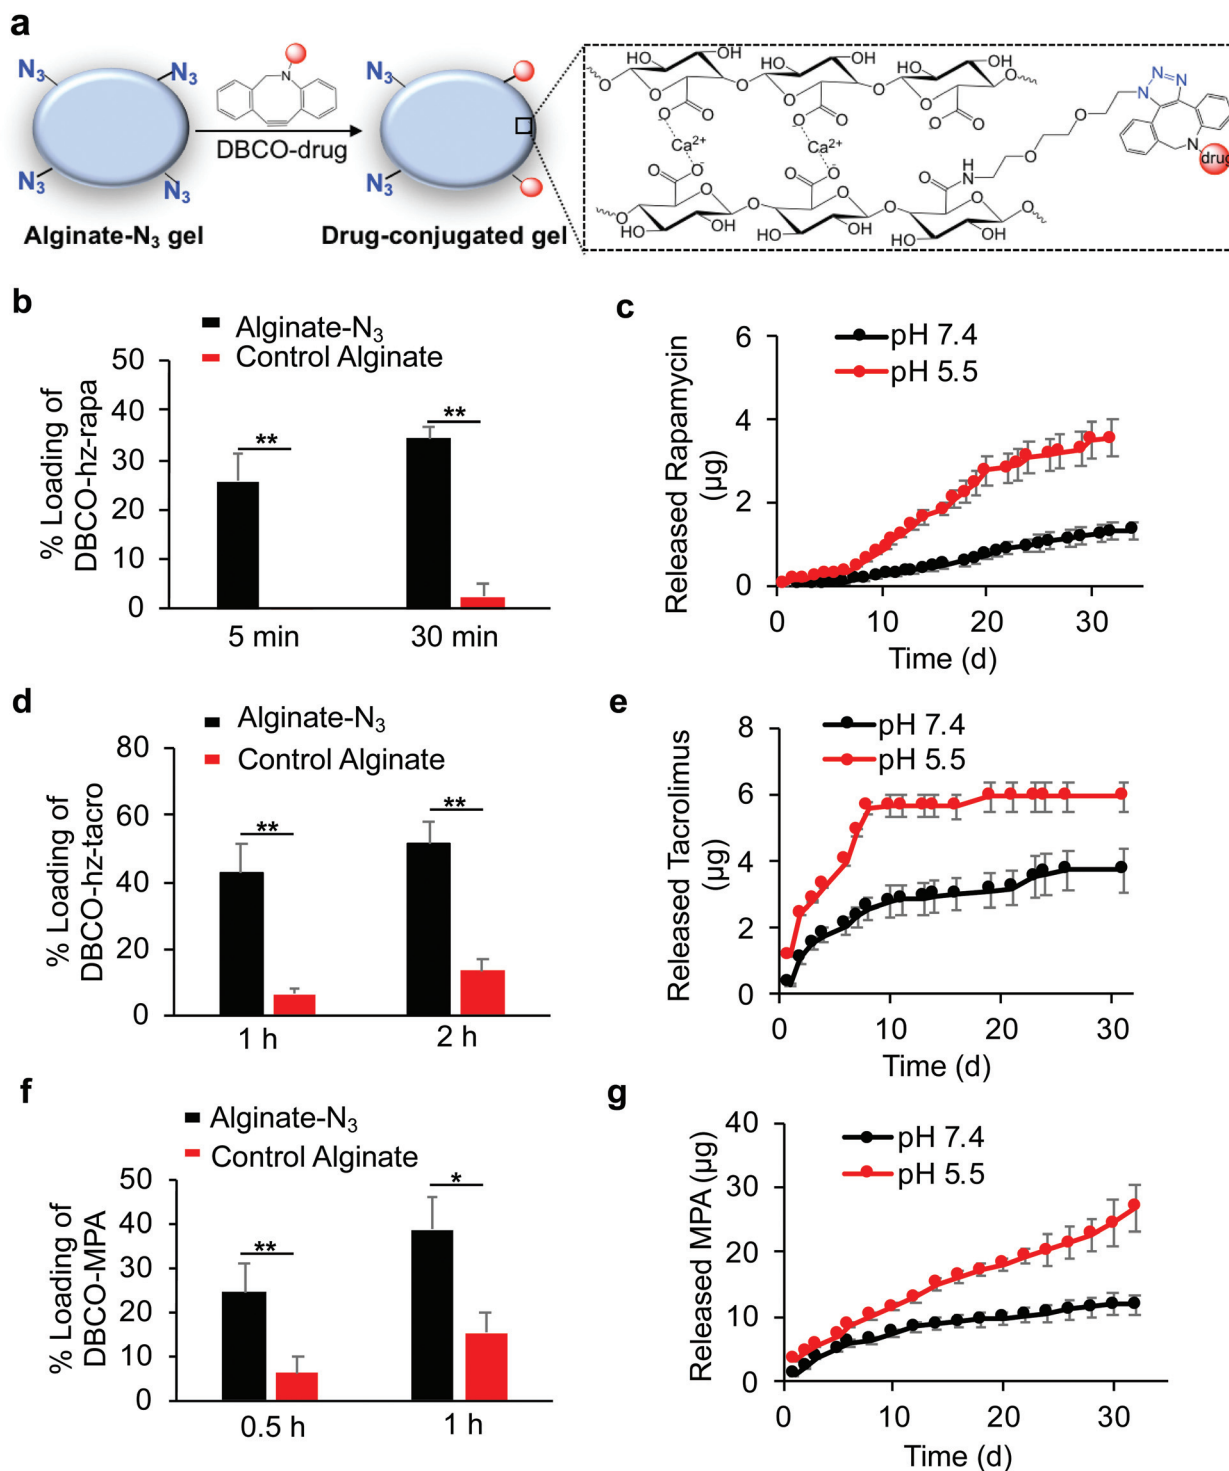 a
N₃
N₃
N₃
N₃
N
DBCO-drug
Alginate-N₃ gel
Drug-conjugated gel
HO
OH
HO
O
HO
OH
O
HO
OH
O
O
O
O
O
O
O
O
O
Ca²⁺
Ca²⁺
O
O
O
O
O
NH
O
O
N
N
N
N
drug
O
HO
OH
O
HO
OH
O
HO
OH
O
b
Alginate-N₃
Control Alginate
% Loading of
DBCO-hz-rapa
50
40
30
20
10
0
**
**
5 min
30 min
c
pH 7.4
pH 5.5
Released Rapamycin
(µg)
6
4
2
0
0
10
20
30
Time (d)
d
Alginate-N₃
Control Alginate
% Loading of
DBCO-hz-tacro
80
60
40
20
0
**
**
1 h
2 h
e
pH 7.4
pH 5.5
Released Tacrolimus
(µg)
8
6
4
2
0
0
10
20
30
Time (d)
f
Alginate-N₃
Control Alginate
% Loading of
DBCO-MPA
50
40
30
20
10
0
**
*
0.5 h
1 h
g
pH 7.4
pH 5.5
Released MPA (µg)
40
30
20
10
0
0
10
20
30
Time (d)